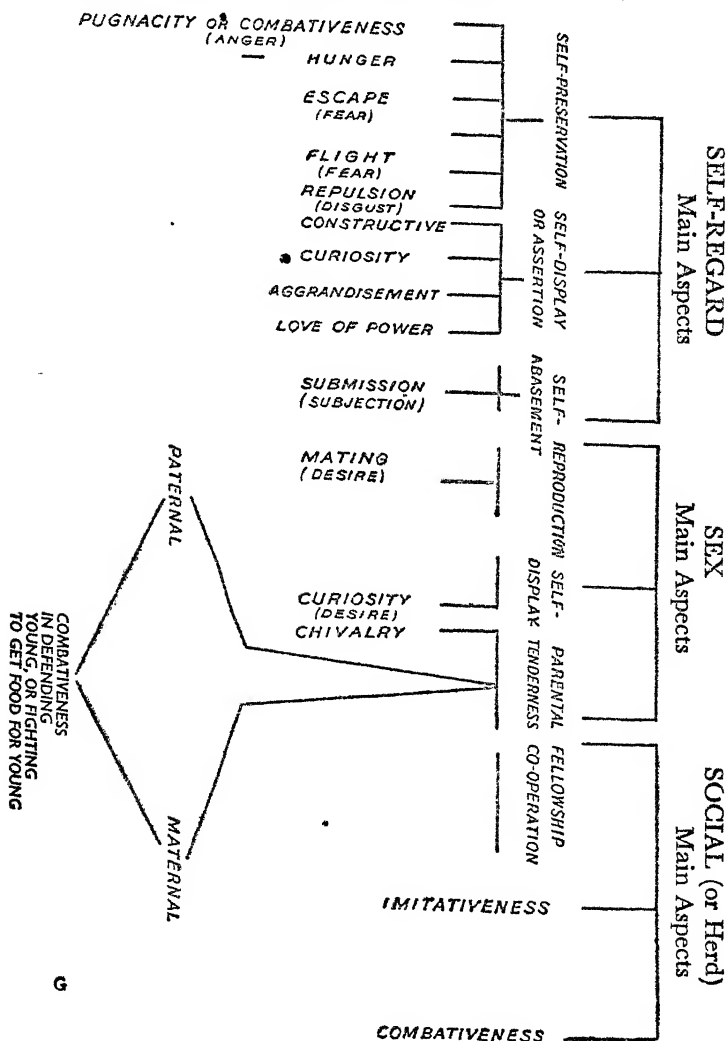 SELF-REGARD
Main Aspects
SEX
Main Aspects
SOCIAL (or Herd)
Main Aspects
SELF-PRESERVATION
SELF-DISPLAY
OR ASSERTION
SELF-
ABASEMENT
REPRODUCTION
SELF-
DISPLAY
PARENTAL
TENDERNESS
FELLOWSHIP
CO-OPERATION
IMITATIVENESS
COMBATIVENESS
PUGNACITY OR COMBATIVENESS
(ANGER)
HUNGER
ESCAPE
(FEAR)
FLIGHT
(FEAR)
REPULSION
(DISGUST)
CONSTRUCTIVE
CURIOSITY
AGGRANDISEMENT
LOVE OF POWER
SUBMISSION
(SUBJECTION)
MATING
(DESIRE)
CURIOSITY
(DESIRE)
CHIVALRY
PATERNAL
MATERNAL
COMBATIVENESS
IN DEFENDING
YOUNG, OR FIGHTING
TO GET FOOD FOR YOUNG
G